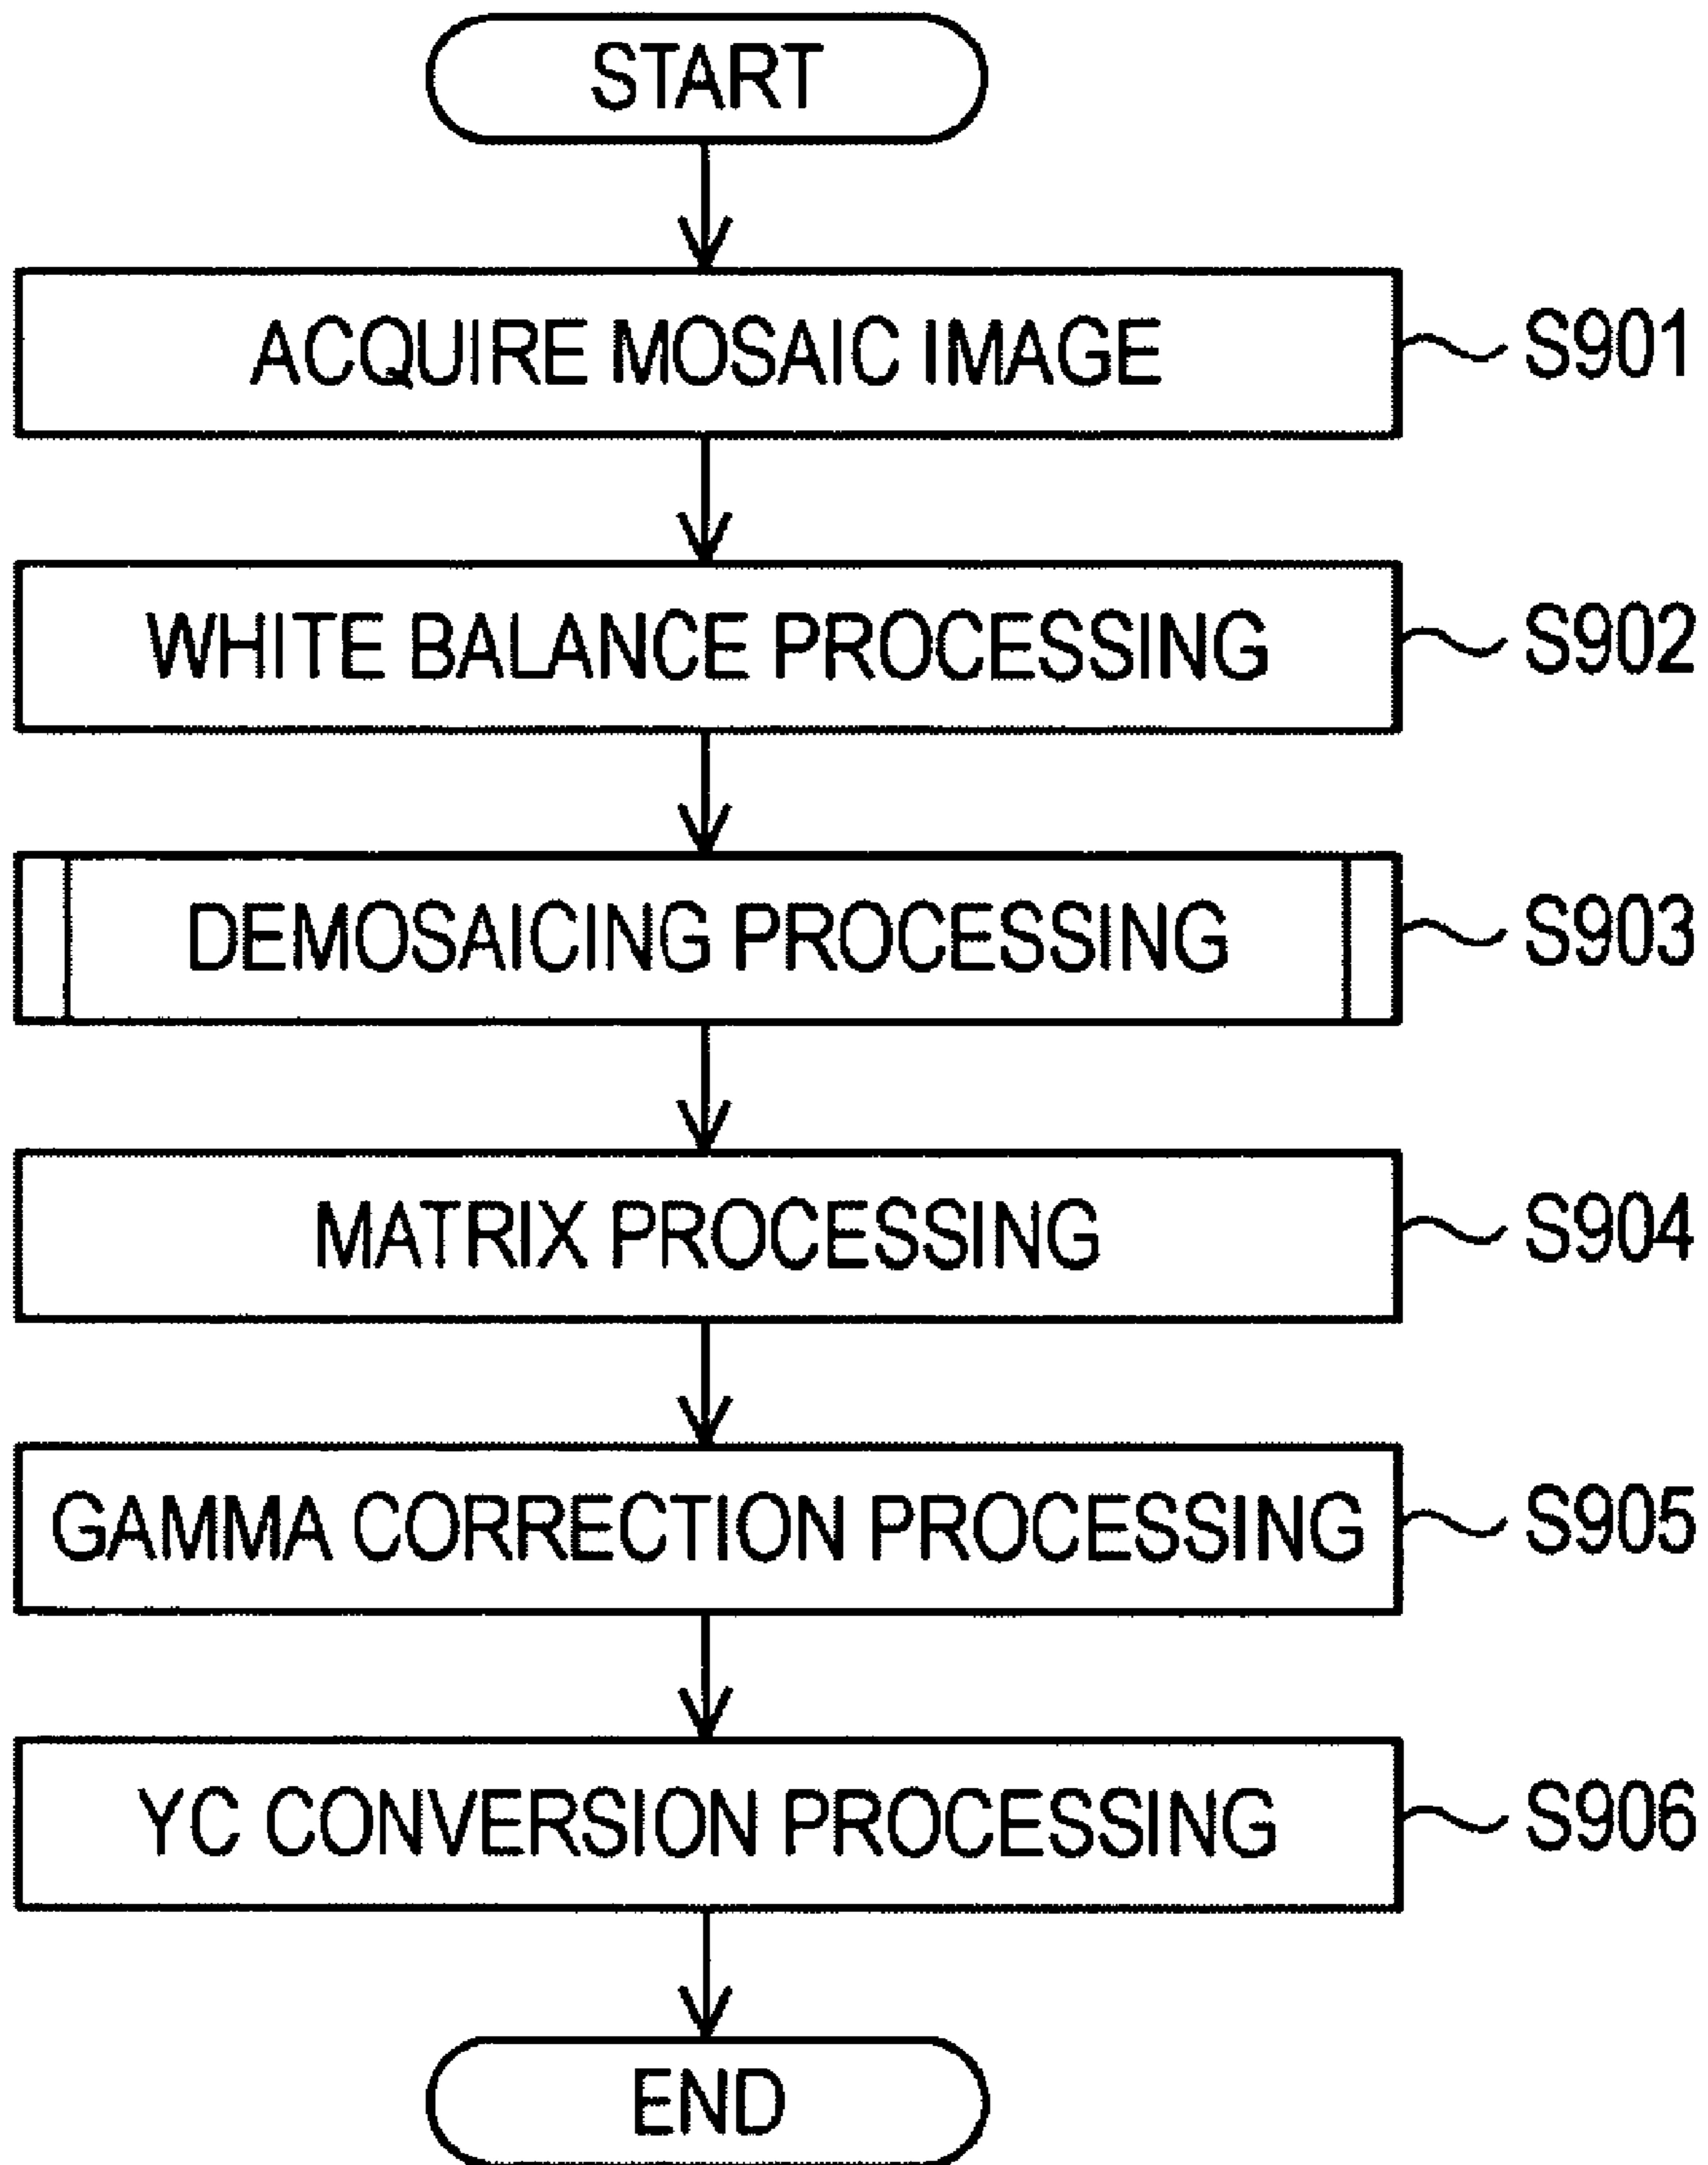 START
ACQUIRE MOSAIC IMAGE S901
WHITE BALANCE PROCESSING S902
DEMOSAICING PROCESSING S903
MATRIX PROCESSING S904
GAMMA CORRECTION PROCESSING S905
YC CONVERSION PROCESSING S906
END